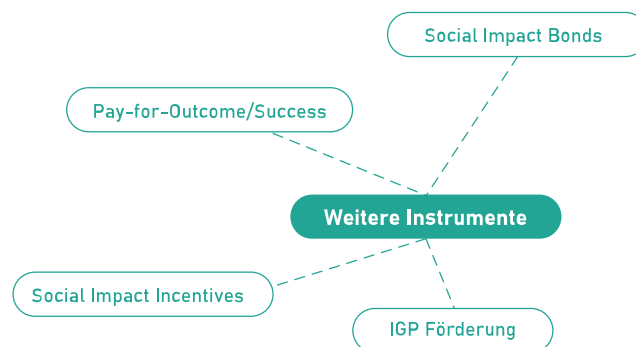 Social Impact Bonds
Pay-for-Outcome/Success
Weitere Instrumente
Social Impact Incentives
IGP Förderung